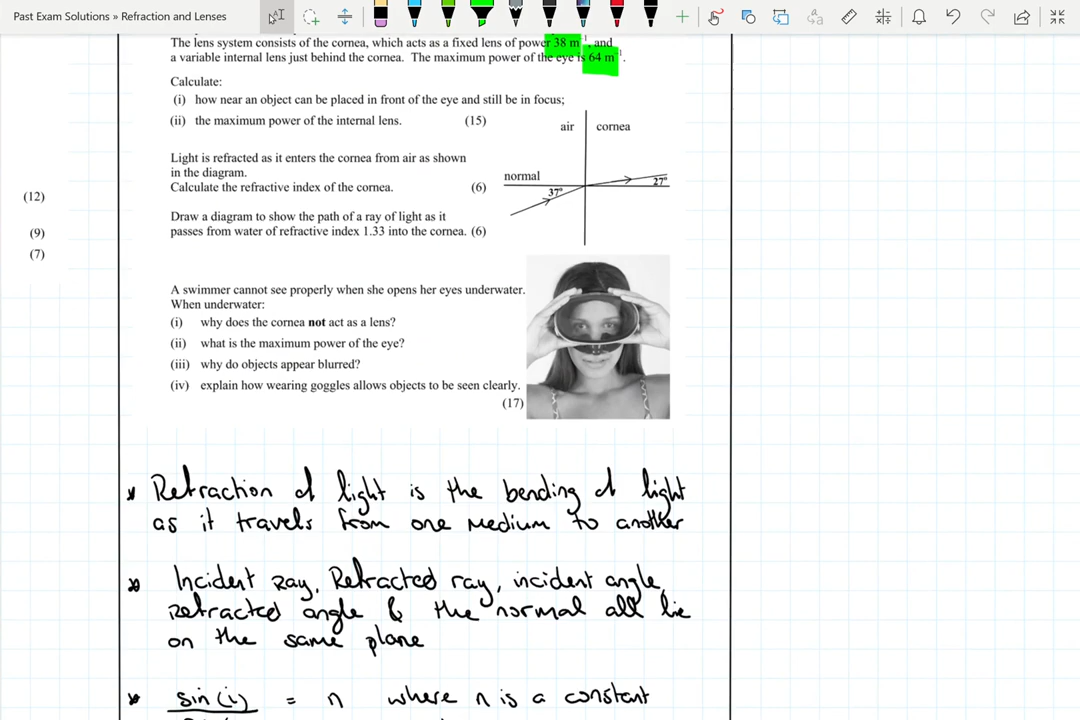 Past Exam Solutions » Refraction and Lenses
The lens system consists of the cornea, which acts as a fixed lens of power 38 m⁻¹, and
a variable internal lens just behind the cornea. The maximum power of the eye is 64 m⁻¹.
Calculate:
(i) how near an object can be placed in front of the eye and still be in focus;
(ii) the maximum power of the internal lens. (15)
air cornea
Light is refracted as it enters the cornea from air as shown
in the diagram.
Calculate the refractive index of the cornea. (6)
normal
37°
27°
(12)
(9)
(7)
Draw a diagram to show the path of a ray of light as it
passes from water of refractive index 1.33 into the cornea. (6)
A swimmer cannot see properly when she opens her eyes underwater.
When underwater:
(i) why does the cornea not act as a lens?
(ii) what is the maximum power of the eye?
(iii) why do objects appear blurred?
(iv) explain how wearing goggles allows objects to be seen clearly.
(17)
* Refraction of light is the bending of light
as it travels from one medium to another
* Incident Ray, Refracted ray, incident angle,
refracted angle & the normal all lie
on the same plane
* sin(i) = n where n is a constant